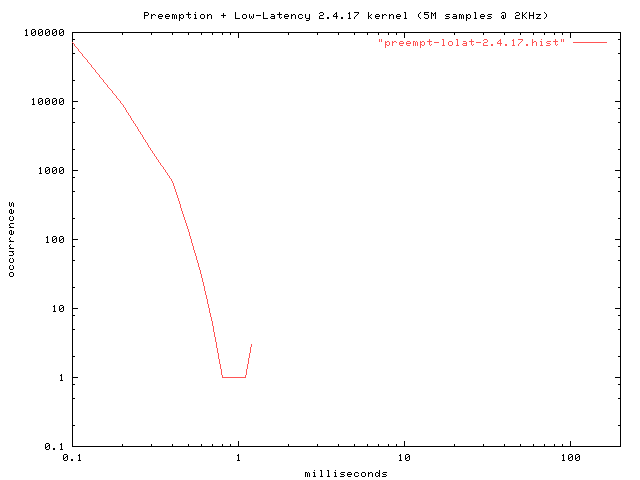 Preemption + Low-Latency 2.4.17 kernel (5M samples @ 2KHz)
"preempt-lolat-2.4.17.hist"
100000
10000
1000
100
10
1
0.1
occurrences
0.1 1 10 100
milliseconds